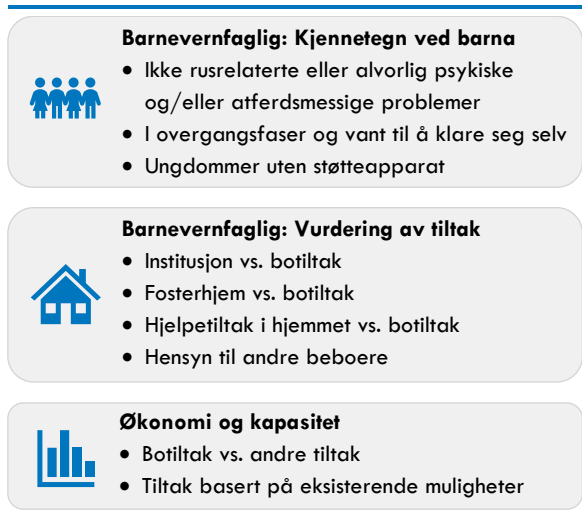 Barnevernfaglig: Kjennetegn ved barna
• Ikke rusrelaterte eller alvorlig psykiske
og/eller atferdsmessige problemer
• I overgangsfaser og vant til å klare seg selv
• Ungdommer uten støtteapparat
Barnevernfaglig: Vurdering av tiltak
• Institusjon vs. botiltak
• Fosterhjem vs. botiltak
• Hjelpetiltak i hjemmet vs. botiltak
• Hensyn til andre beboere
Økonomi og kapasitet
• Botiltak vs. andre tiltak
• Tiltak basert på eksisterende muligheter